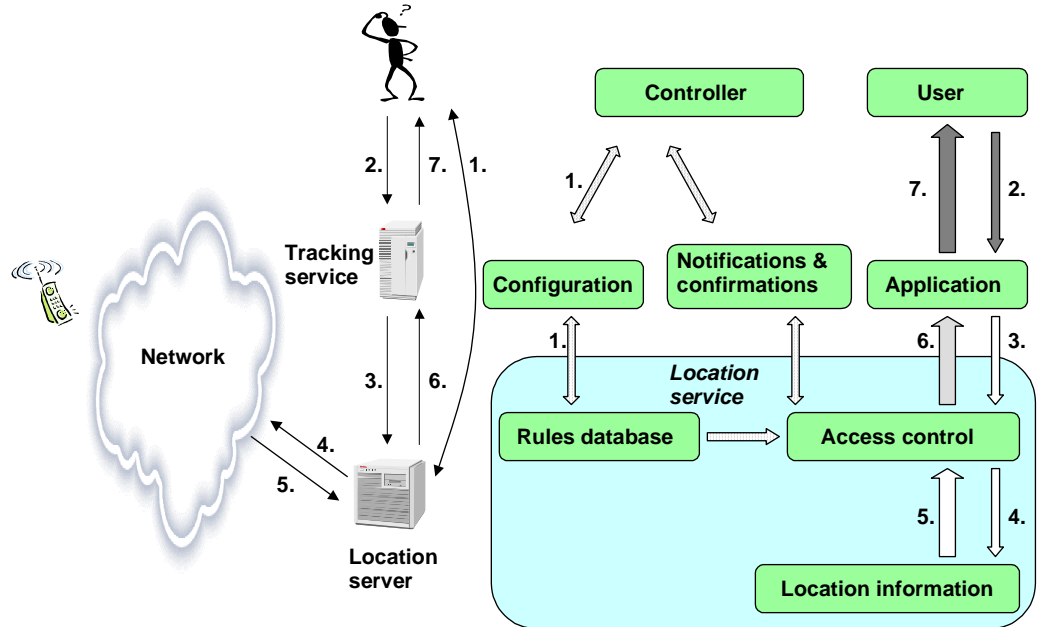 ?
2.
7.
1.
Tracking
service
Network
3.
6.
4.
5.
Location
server
Controller
User
1.
7.
2.
Configuration
Notifications &
confirmations
Application
1.
6.
3.
Location
service
Rules database
Access control
5.
4.
Location information